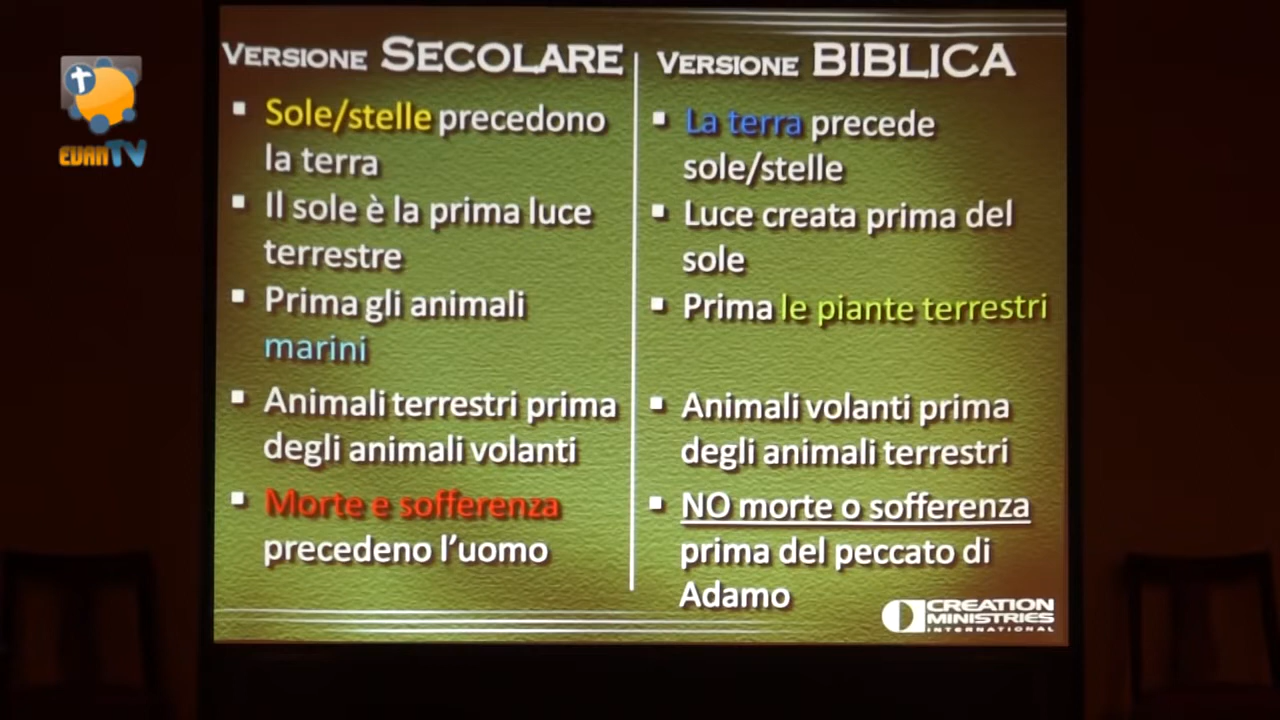 EVANTV
VERSIONE SECOLARE
Sole/stelle precedono
la terra
Il sole è la prima luce
terrestre
Prima gli animali
marini
Animali terrestri prima
degli animali volanti
Morte e sofferenza
precedeno l'uomo
VERSIONE BIBLICA
La terra precede
sole/stelle
Luce creata prima del
sole
Prima le piante terrestri
Animali volanti prima
degli animali terrestri
NO morte o sofferenza
prima del peccato di
Adamo
CREATION
MINISTRIES
INTERNATIONAL